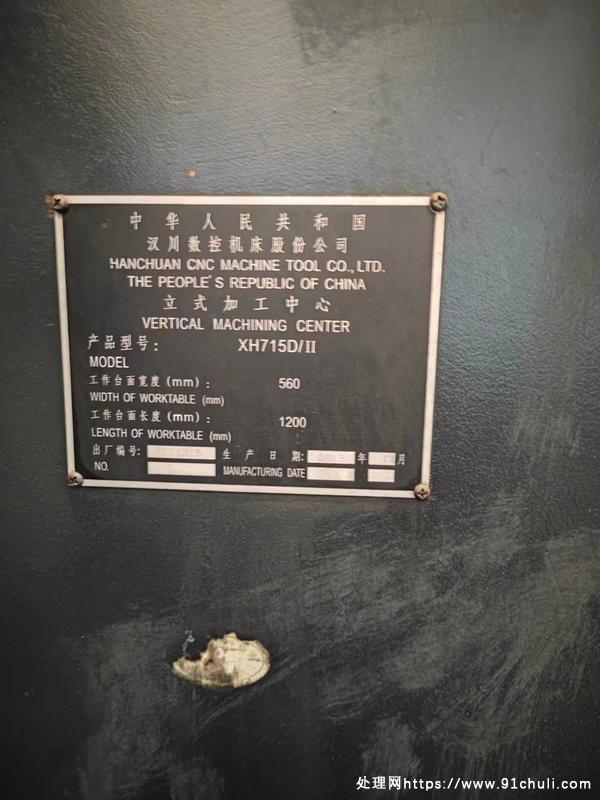 中华人民共和国
汉川数控机床股份公司
HANCHUAN CNC MACHINE TOOL CO., LTD.
THE PEOPLE'S REPUBLIC OF CHINA
立式加工中心
VERTICAL MACHINING CENTER
产品型号: XH715D/II
MODEL
工作台面宽度(mm): 560
WIDTH OF WORKTABLE (mm)
工作台面长度(mm): 1200
LENGTH OF WORKTABLE (mm)
出厂编号: 生产日期: 年 月
NO. MANUFACTURING DATE
处理网https://www.91chuli.com